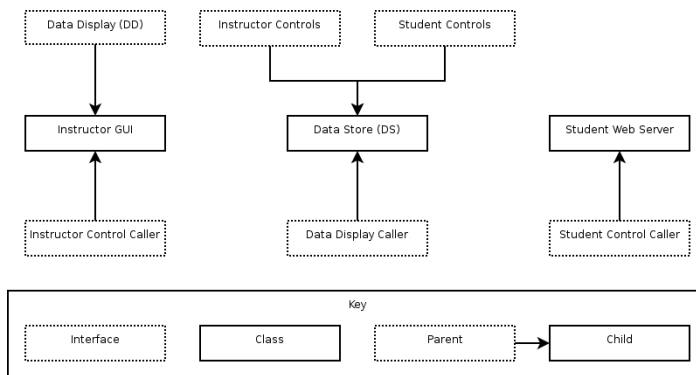 Data Display (DD)
Instructor Controls
Student Controls
Instructor GUI
Data Store (DS)
Student Web Server
Instructor Control Caller
Data Display Caller
Student Control Caller
Key
Interface
Class
Parent
Child